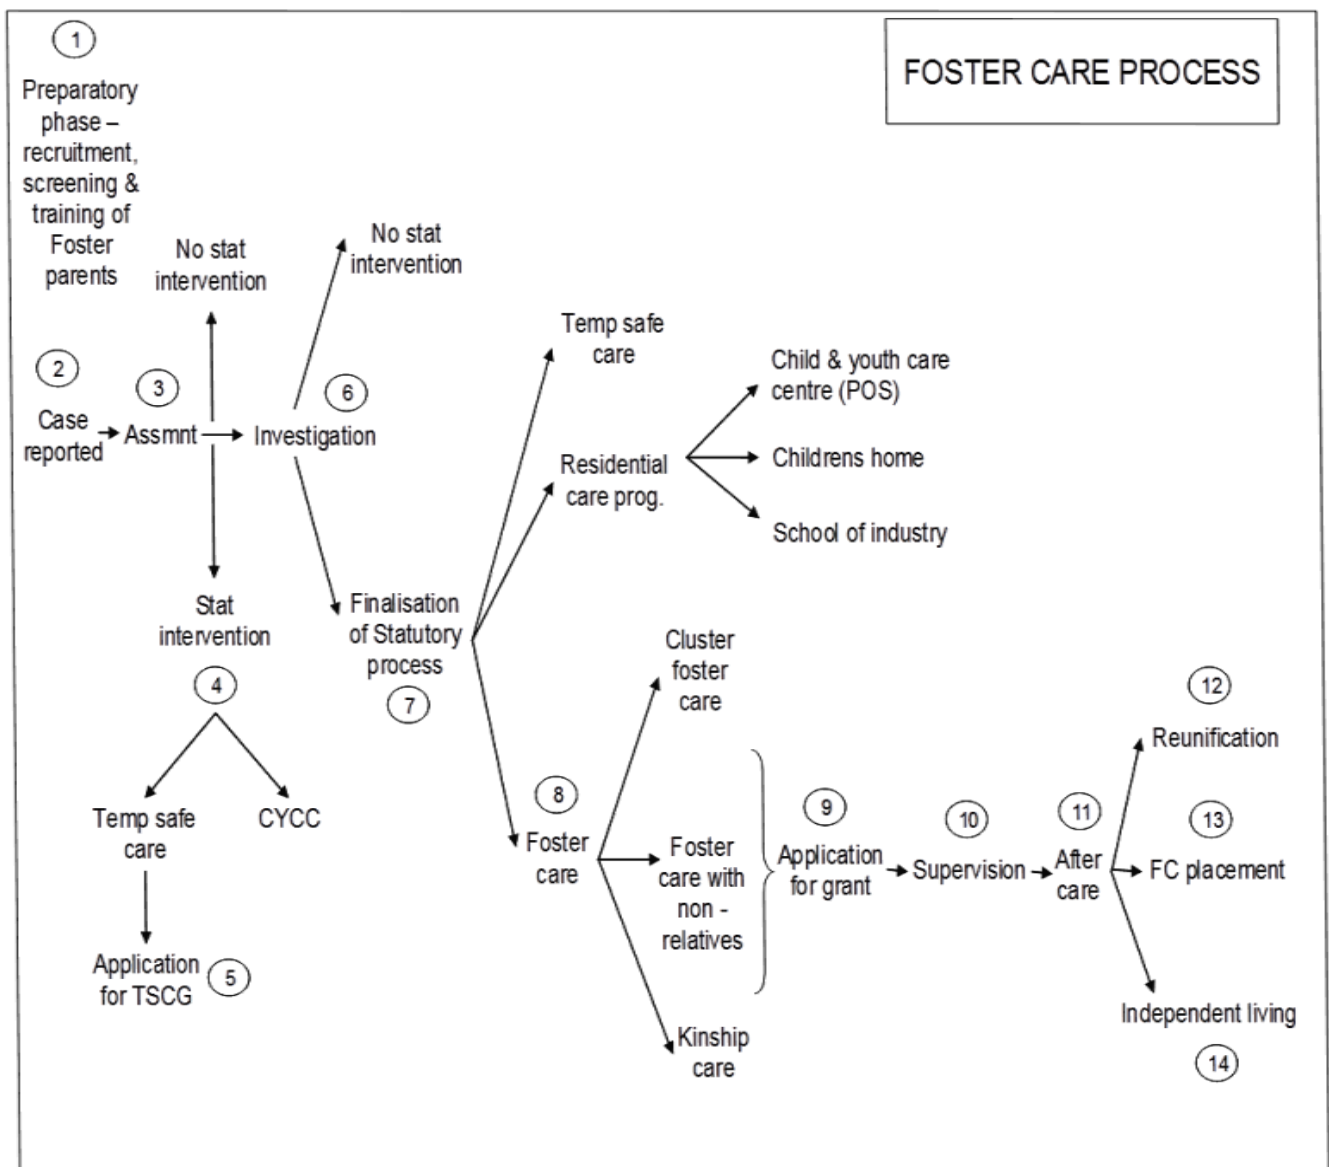 FOSTER CARE PROCESS
1
Preparatory
phase –
recruitment,
screening &
training of
Foster
parents
2
Case
reported
3
Assmnt
No stat
intervention
Stat
intervention
4
Temp safe
care
CYCC
Application
for TSCG
5
6
Investigation
No stat
intervention
Finalisation
of Statutory
process
7
Temp safe
care
Residential
care prog.
Child & youth care
centre (POS)
Childrens home
School of industry
8
Foster
care
Cluster
foster
care
Foster
care with
non -
relatives
Kinship
care
9
Application
for grant
10
Supervision
11
After
care
12
Reunification
13
FC placement
Independent living
14